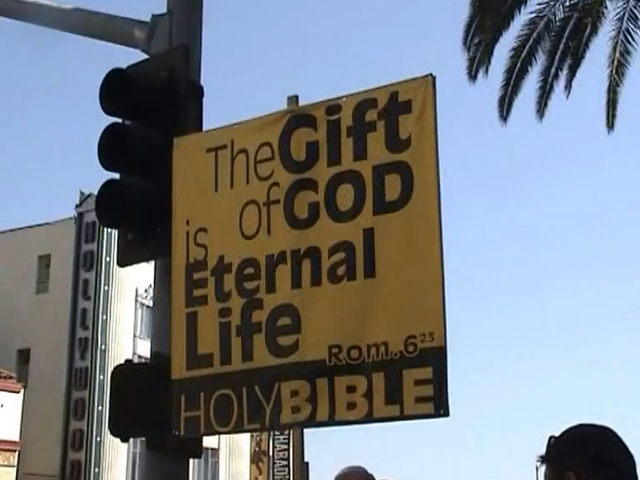 The Gift
of GOD
is
Eternal
Life
Rom. 6 23
HOLY BIBLE
HOLLYWOOD